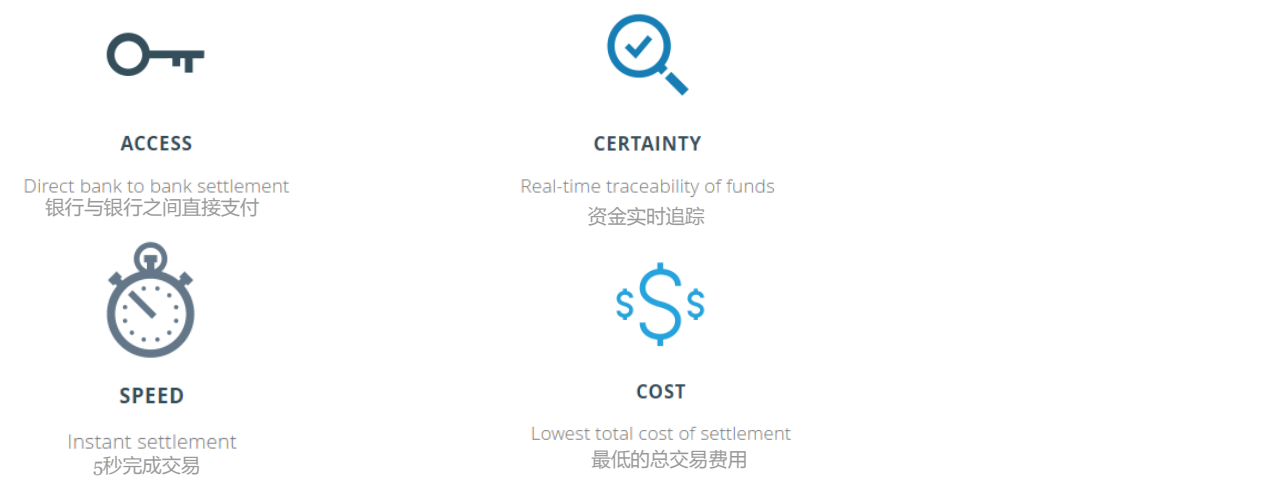 ACCESS
Direct bank to bank settlement
银行与银行之间直接支付
CERTAINTY
Real-time traceability of funds
资金实时追踪
SPEED
Instant settlement
5秒完成交易
COST
Lowest total cost of settlement
最低的总交易费用